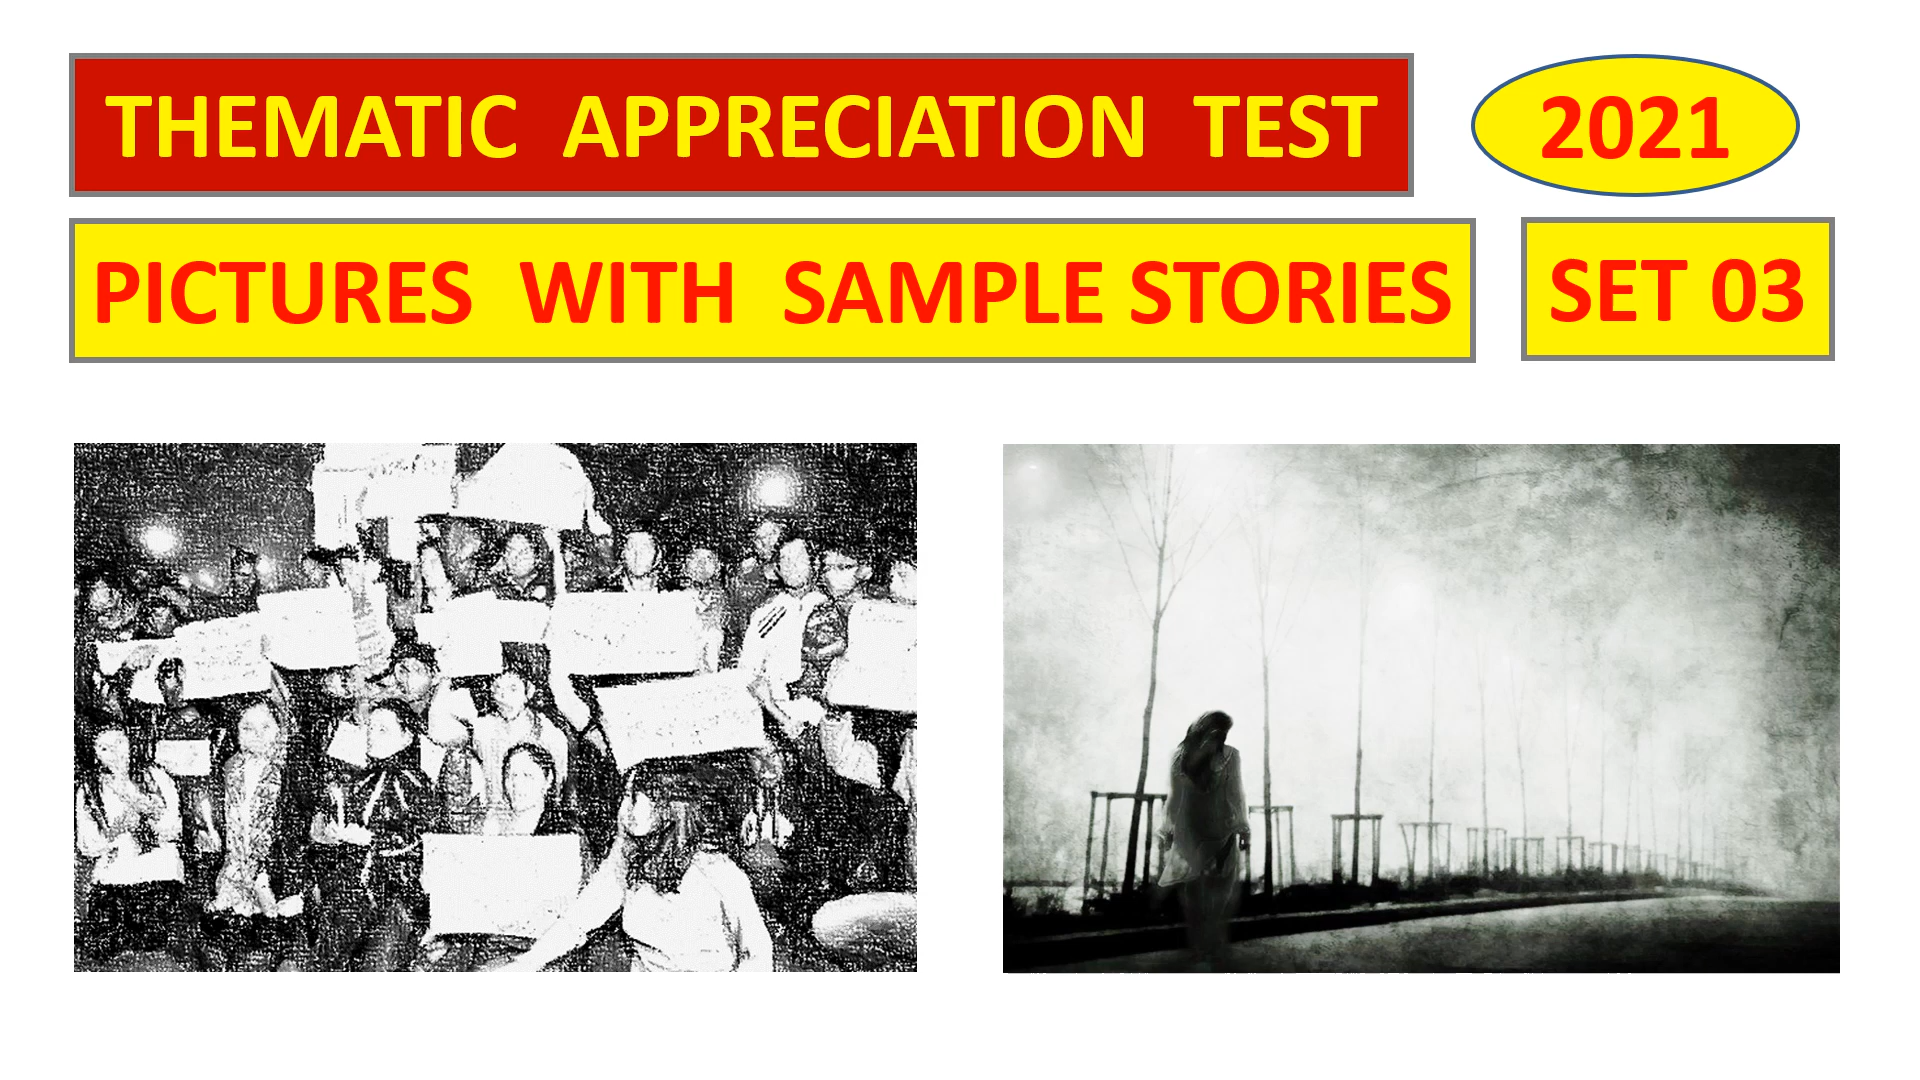 THEMATIC APPRECIATION TEST
2021
PICTURES WITH SAMPLE STORIES
SET 03